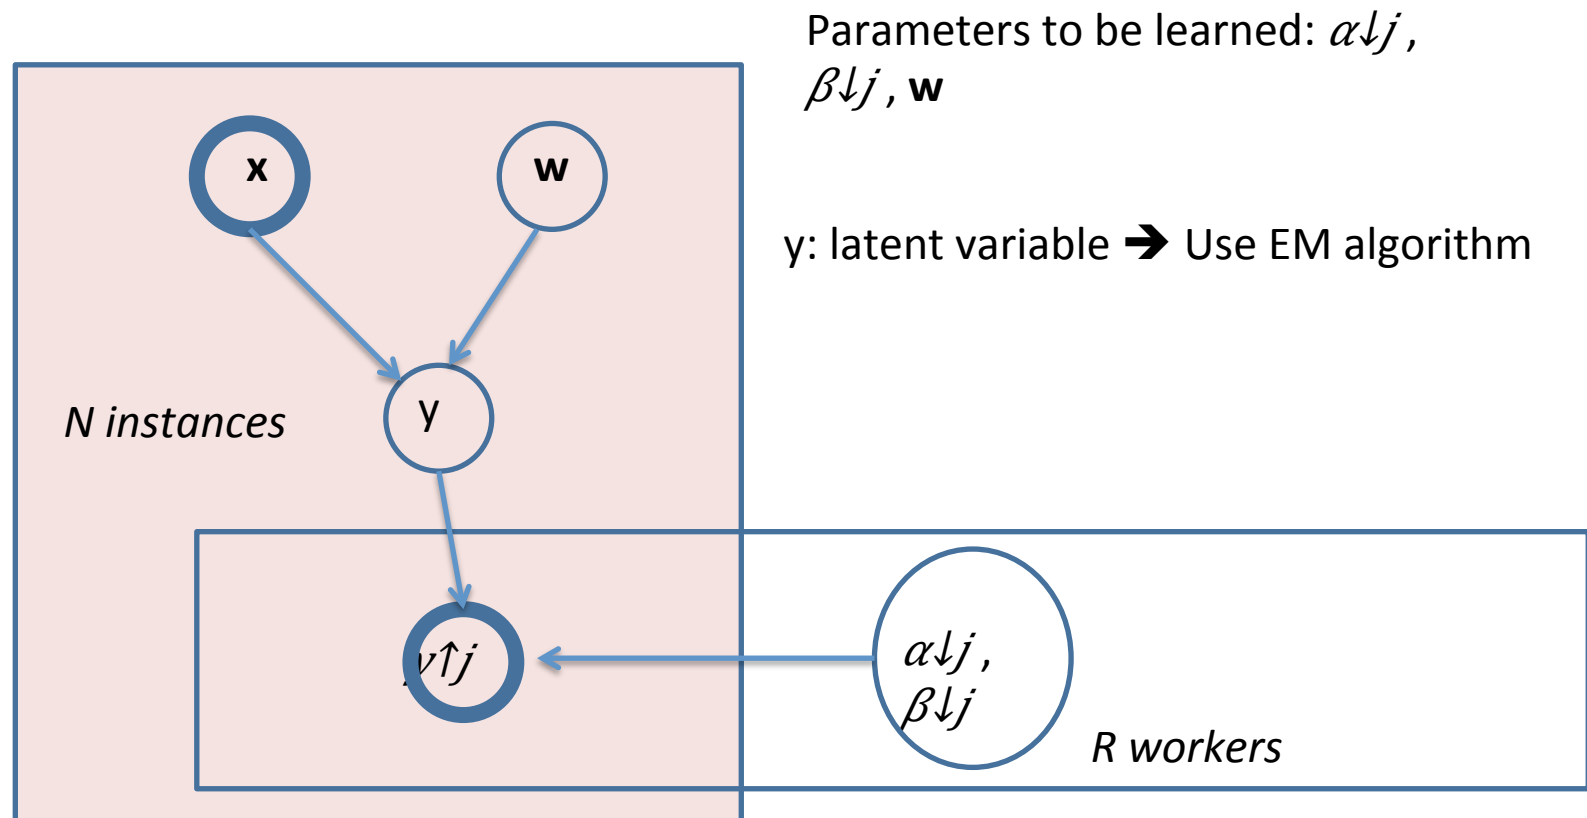 Parameters to be learned: α↓j ,
β↓j , w
x
w
y: latent variable ➔ Use EM algorithm
N instances
y
y↑j
α↓j ,
β↓j
R workers